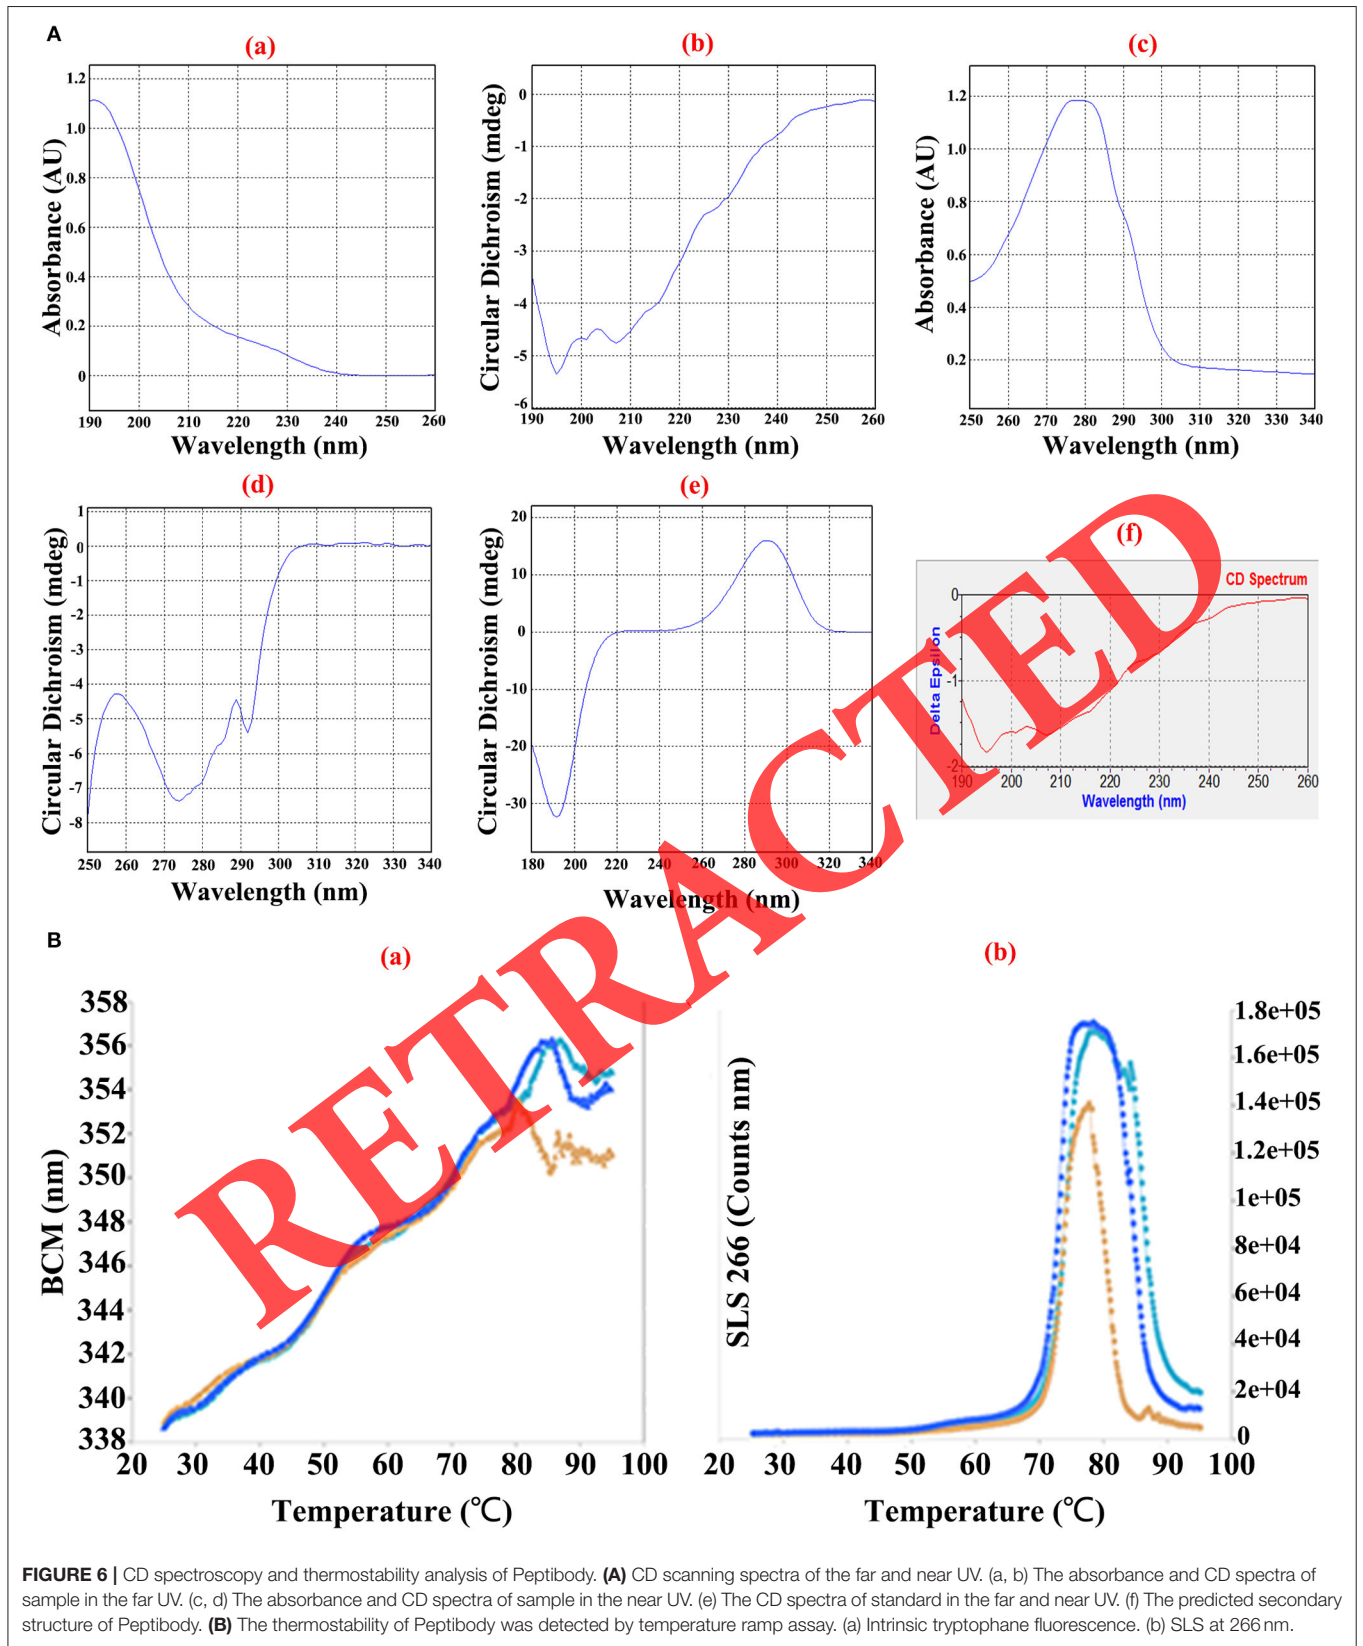 A
(a)
1.2
1.0
0.8
0.6
0.4
0.2
0
Absorbance (AU)
190 200 210 220 230 240 250 260
Wavelength (nm)
(b)
0
-1
-2
-3
-4
-5
-6
Circular Dichroism (mdeg)
190 200 210 220 230 240 250 260
Wavelength (nm)
(c)
1.2
1.0
0.8
0.6
0.4
0.2
Absorbance (AU)
250 260 270 280 290 300 310 320 330 340
Wavelength (nm)
(d)
1
0
-1
-2
-3
-4
-5
-6
-7
-8
Circular Dichroism (mdeg)
250 260 270 280 290 300 310 320 330 340
Wavelength (nm)
(e)
20
10
0
-10
-20
-30
Circular Dichroism (mdeg)
180 200 220 240 260 280 300 320 340
Wavelength (nm)
(f)
CD Spectrum
0
-1
-2
Delta Epsilon
190 200 210 220 230 240 250 260
Wavelength (nm)
RETRACTED
B
(a)
358
356
354
352
350
348
346
344
342
340
338
BCM (nm)
20 30 40 50 60 70 80 90 100
Temperature (℃)
(b)
1.8e+05
1.6e+05
1.4e+05
1.2e+05
1e+05
8e+04
6e+04
4e+04
2e+04
0
SLS 266 (Counts nm)
20 30 40 50 60 70 80 90 100
Temperature (℃)
FIGURE 6 | CD spectroscopy and thermostability analysis of Peptibody. (A) CD scanning spectra of the far and near UV. (a, b) The absorbance and CD spectra of
sample in the far UV. (c, d) The absorbance and CD spectra of sample in the near UV. (e) The CD spectra of standard in the far and near UV. (f) The predicted secondary
structure of Peptibody. (B) The thermostability of Peptibody was detected by temperature ramp assay. (a) Intrinsic tryptophane fluorescence. (b) SLS at 266 nm.